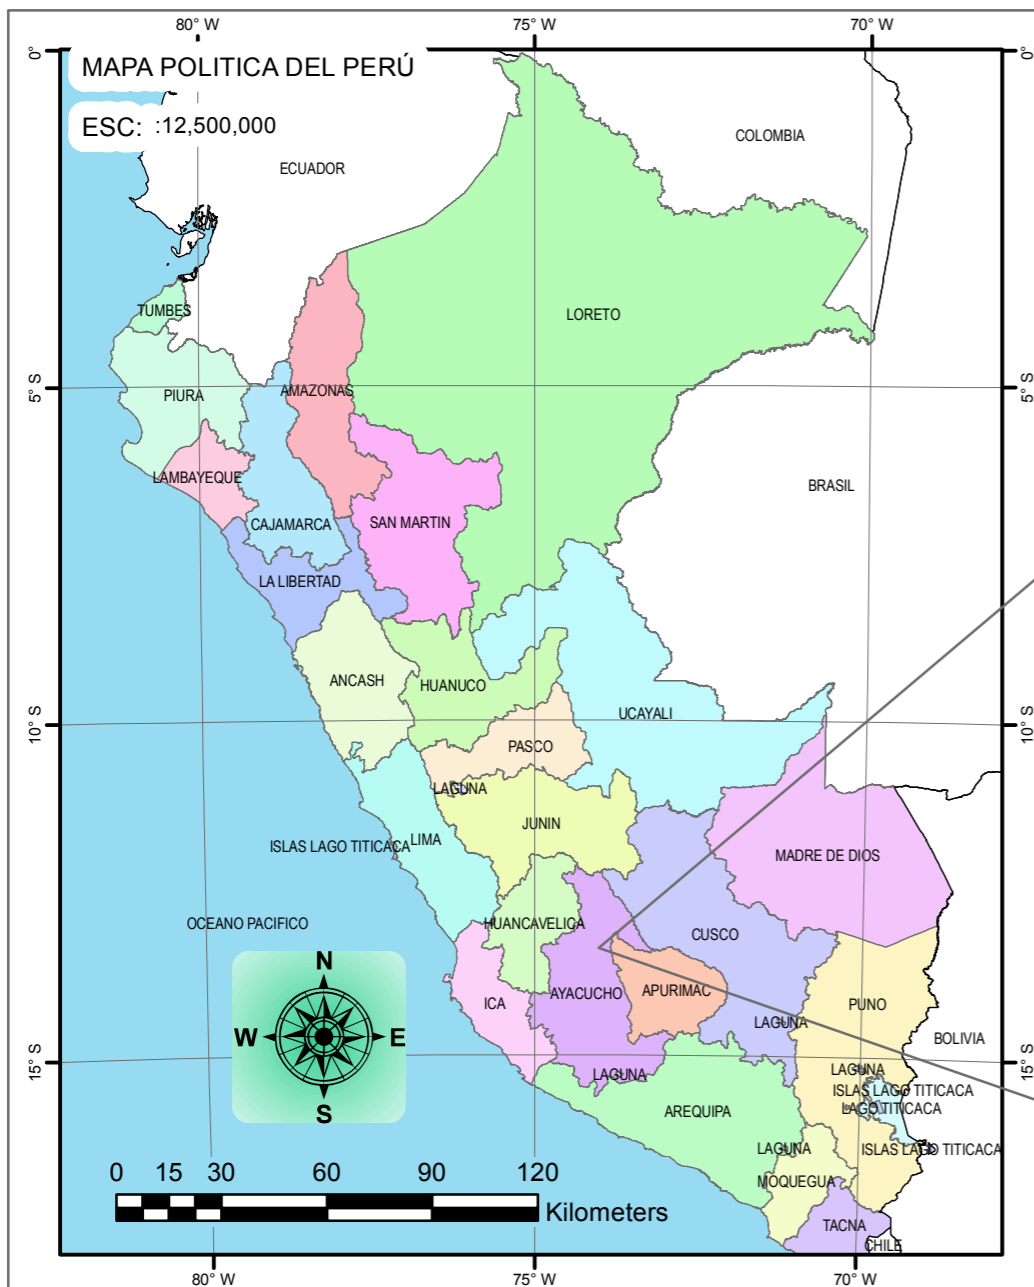 80° W 75° W 70° W
0° 0°
MAPA POLITICA DEL PERÚ
ESC: :12,500,000
COLOMBIA
ECUADOR
TUMBES
LORETO
5° S 5° S
PIURA
AMAZONAS
LAMBAYEQUE
BRASIL
CAJAMARCA
SAN MARTIN
LA LIBERTAD
ANCASH
HUANUCO
UCAYALI
10° S 10° S
PASCO
LAGUNA
JUNIN
LIMA
ISLAS LAGO TITICACA
MADRE DE DIOS
OCEANO PACIFICO
HUANCAVELICA
CUSCO
N
ICA
AYACUCHO
APURIMAC
PUNO
LAGUNA
W E
BOLIVIA
15° S 15° S
LAGUNA
LAGUNA
ISLAS LAGO TITICACA
LAGO TITICACA
S
AREQUIPA
LAGUNA
ISLAS LAGO TITICACA
0 15 30 60 90 120
MOQUEGUA
Kilometers
TACNA
CHILE
80° W 75° W 70° W